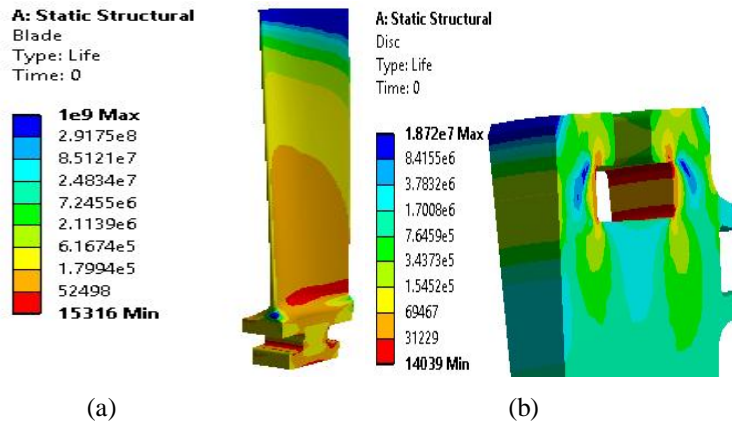 A: Static Structural
Blade
Type: Life
Time: 0
1e9 Max
2.9175e8
8.5121e7
2.4834e7
7.2455e6
2.1139e6
6.1674e5
1.7994e5
52498
15316 Min
(a)
A: Static Structural
Disc
Type: Life
Time: 0
1.872e7 Max
8.4155e6
3.7832e6
1.7008e6
7.6459e5
3.4373e5
1.5452e5
69467
31229
14039 Min
(b)